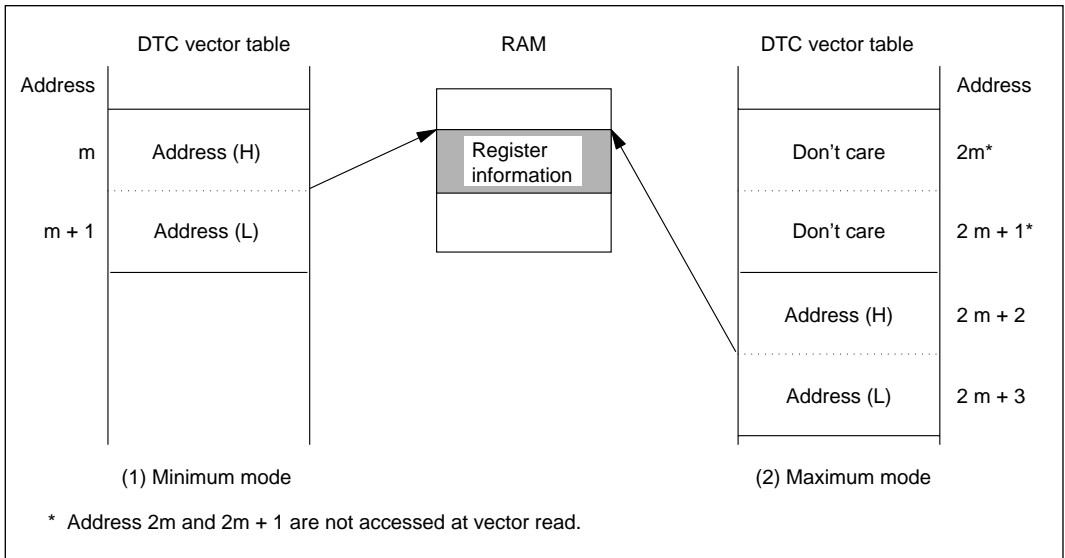 DTC vector table
RAM
DTC vector table
Address
Address
m
Address (H)
Register
information
Don't care
2m*
m + 1
Address (L)
Don't care
2 m + 1*
Address (H)
2 m + 2
Address (L)
2 m + 3
(1) Minimum mode
(2) Maximum mode
* Address 2m and 2m + 1 are not accessed at vector read.